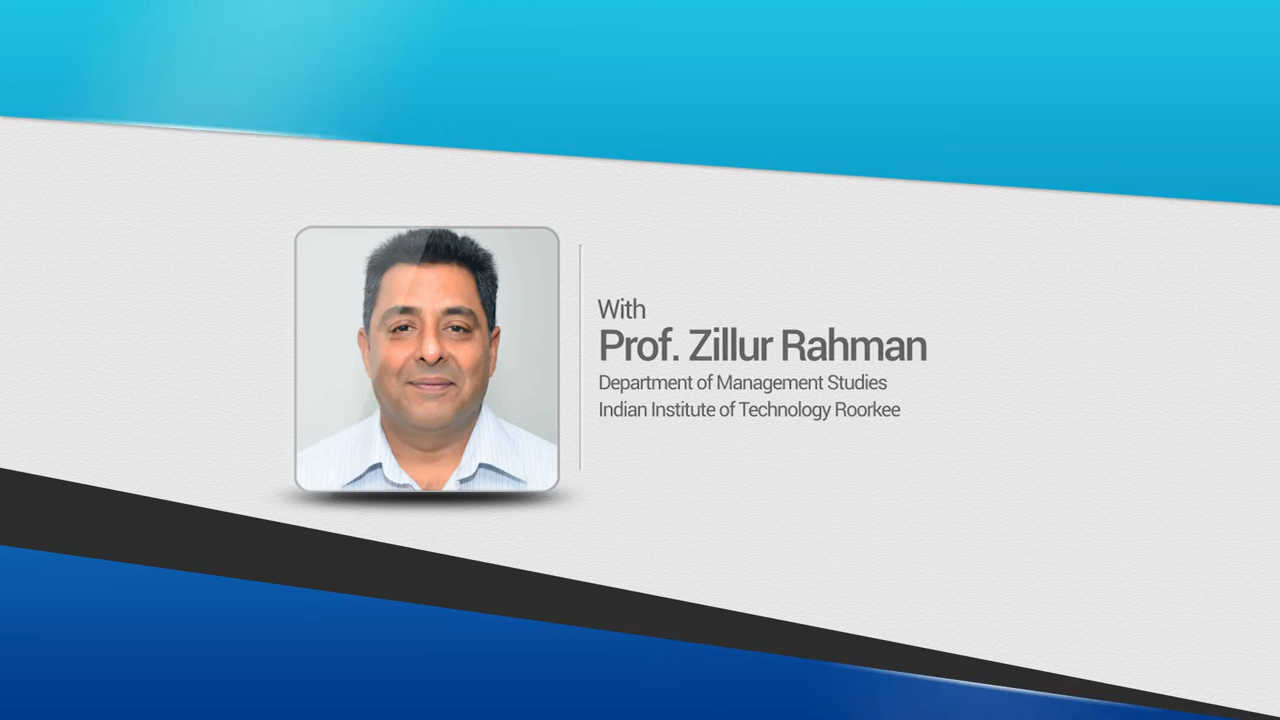 With
Prof. Zillur Rahman
Department of Management Studies
Indian Institute of Technology Roorkee